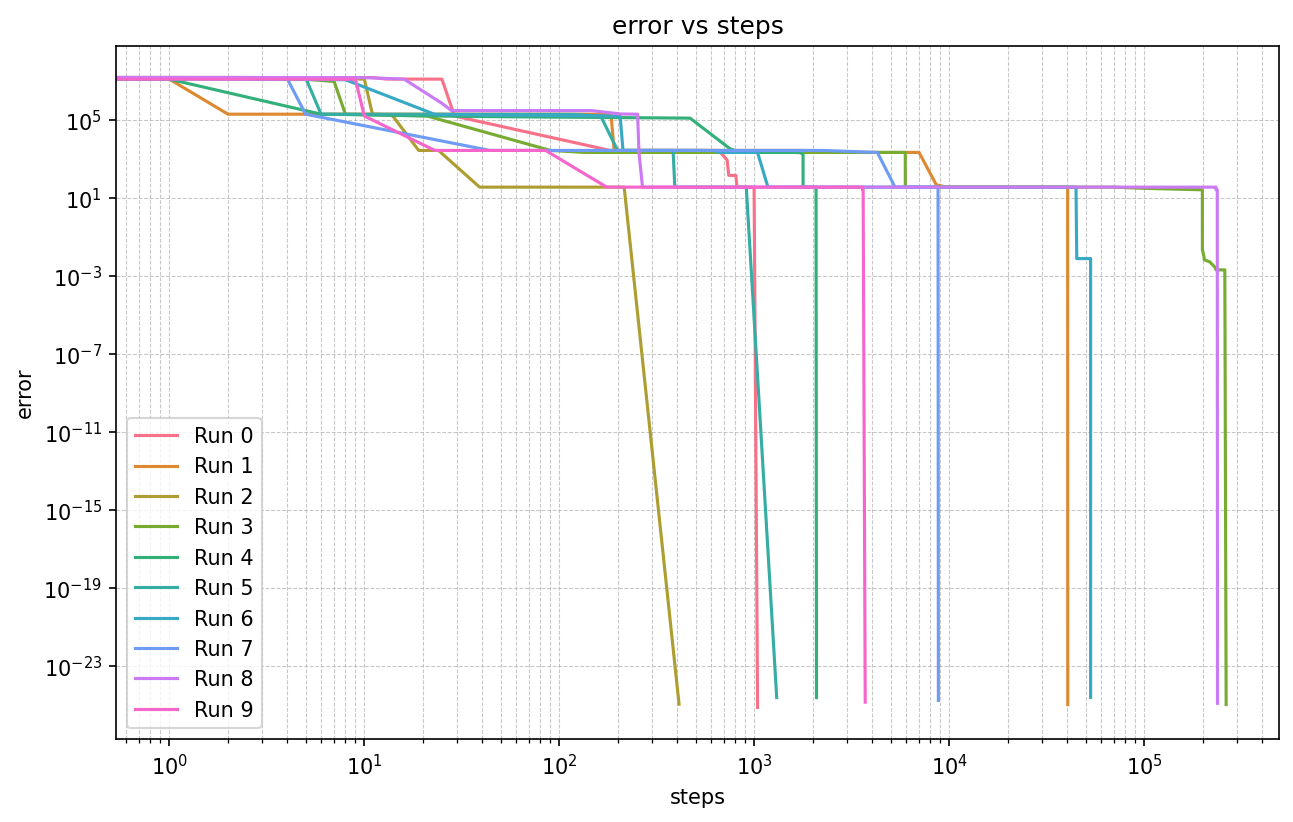 error vs steps
error
10^5
10^1
10^−3
10^−7
10^−11
10^−15
10^−19
10^−23
Run 0
Run 1
Run 2
Run 3
Run 4
Run 5
Run 6
Run 7
Run 8
Run 9
10^0 10^1 10^2 10^3 10^4 10^5
steps